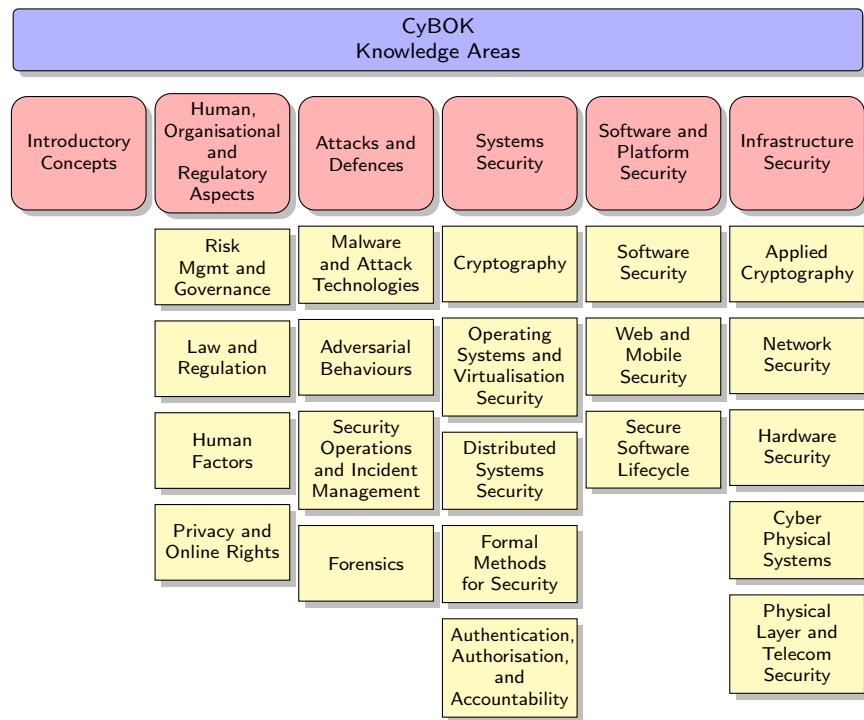 CyBOK
Knowledge Areas
Introductory
Concepts
Human,
Organisational
and
Regulatory
Aspects
Attacks and
Defences
Systems
Security
Software and
Platform
Security
Infrastructure
Security
Risk
Mgmt and
Governance
Law and
Regulation
Human
Factors
Privacy and
Online Rights
Malware
and Attack
Technologies
Adversarial
Behaviours
Security
Operations
and Incident
Management
Forensics
Cryptography
Operating
Systems and
Virtualisation
Security
Distributed
Systems
Security
Formal
Methods
for Security
Authentication,
Authorisation,
and
Accountability
Software
Security
Web and
Mobile
Security
Secure
Software
Lifecycle
Applied
Cryptography
Network
Security
Hardware
Security
Cyber
Physical
Systems
Physical
Layer and
Telecom
Security